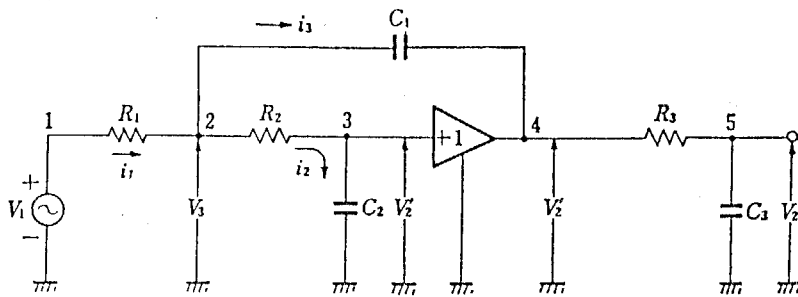 i₃
C₁
1
R₁
2
R₂
3
+1
4
R₃
5
i₁
i₂
+
V₁
−
V₃
C₂
V₂′
V₂′
C₃
V₂